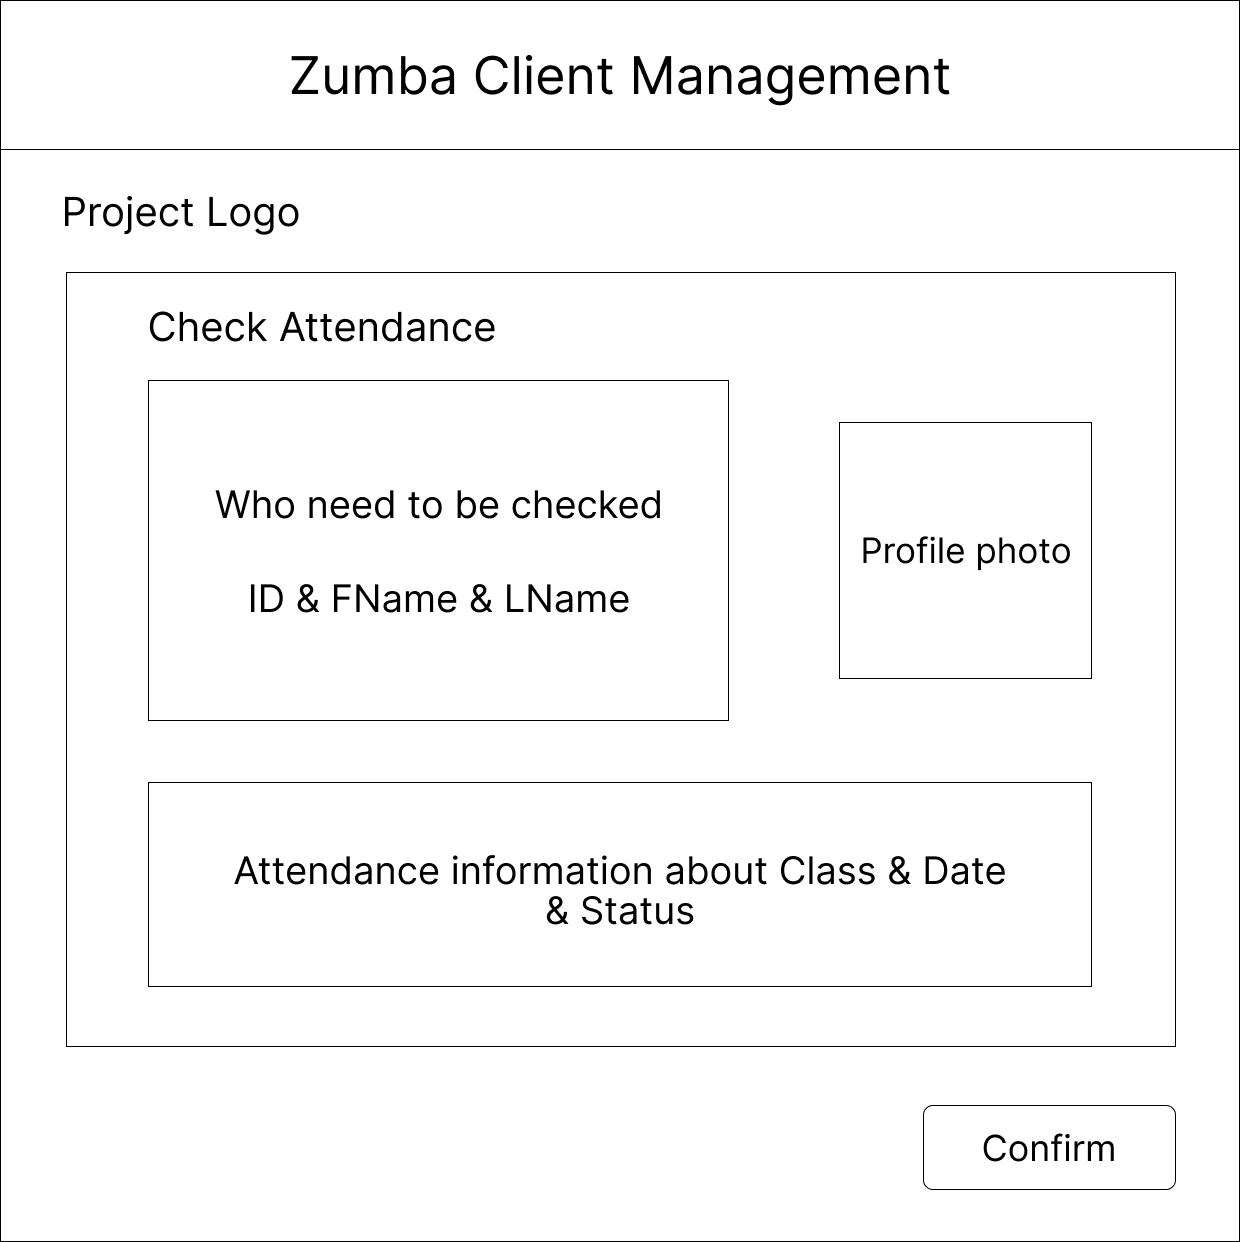 Zumba Client Management
Project Logo
Check Attendance
Who need to be checked
ID & FName & LName
Profile photo
Attendance information about Class & Date
& Status
Confirm